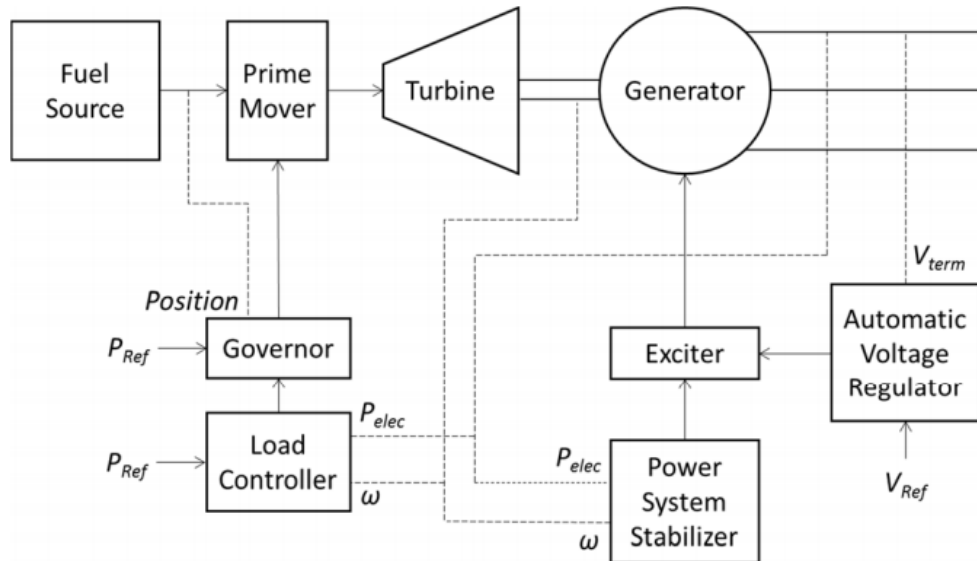 Fuel
Source
Prime
Mover
Turbine
Generator
V_term
Position
P_Ref
Governor
Exciter
Automatic
Voltage
Regulator
P_Ref
Load
Controller
P_elec
ω
P_elec
ω
Power
System
Stabilizer
V_Ref